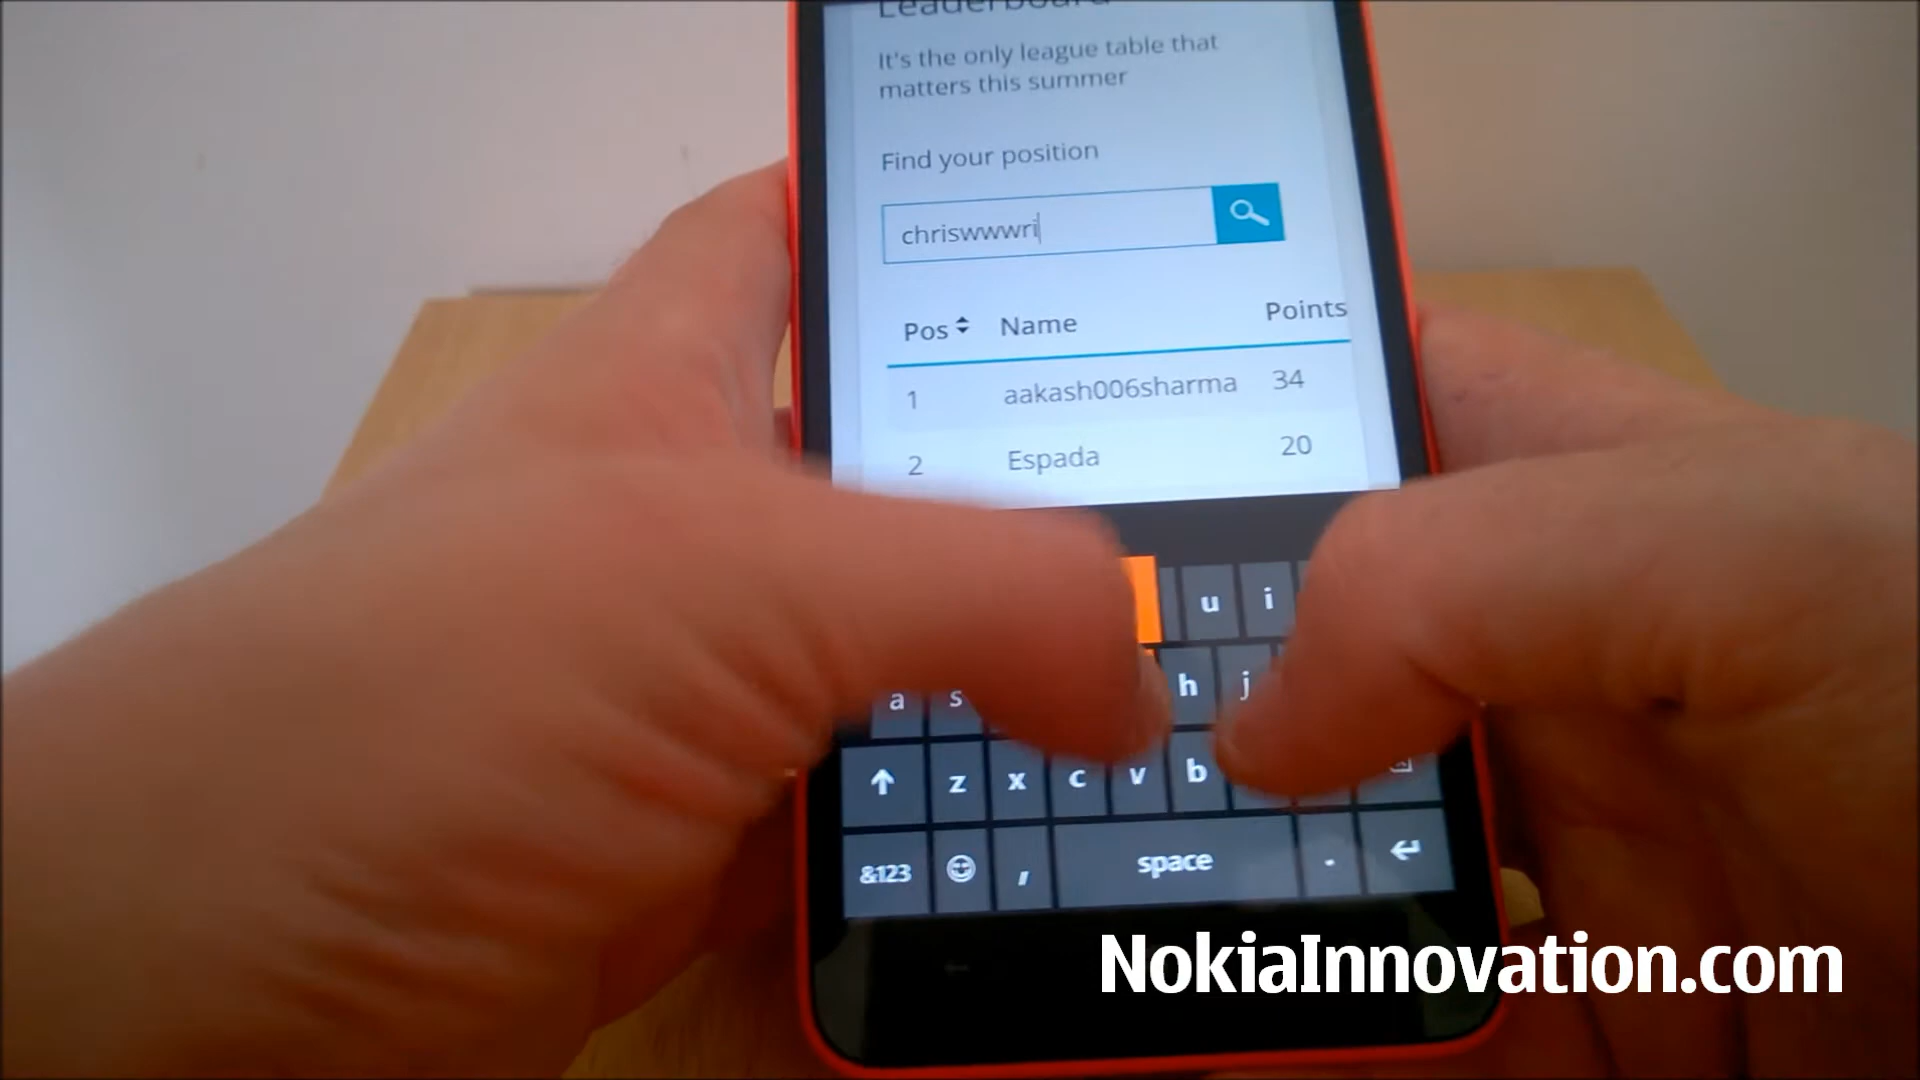 Leaderboard
It's the only league table that
matters this summer
Find your position
chriswwwri
Pos Name Points
1 aakash006sharma 34
2 Espada 20
u i
a s h j
z x c v b
&123 , space .
NokiaInnovation.com